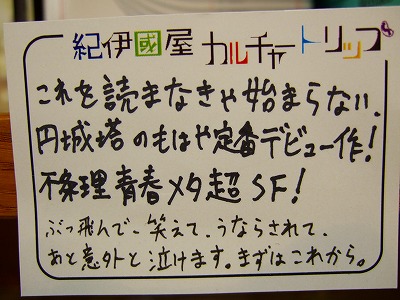 紀伊國屋 カルチャートリップ
これを読まなきゃ始まらない、
円城塔のもはや定番デビュー作!
不条理青春メタ超SF!
ぶっ飛んで、笑えて、うならされて、
あと意外と泣けます。まずはこれから。